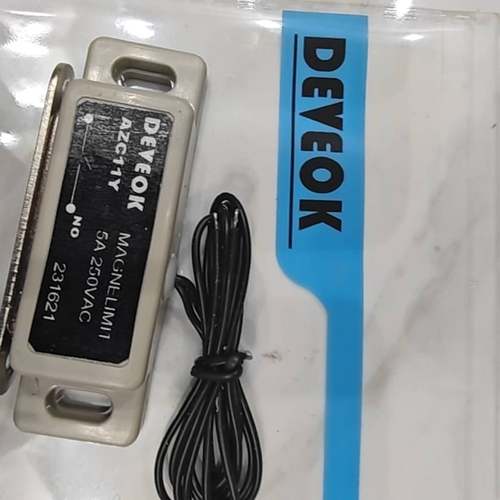 DEVEOK
AZC11Y
MAGNE-LIMIT
5A 250VAC
NO
231621
DEVEOK